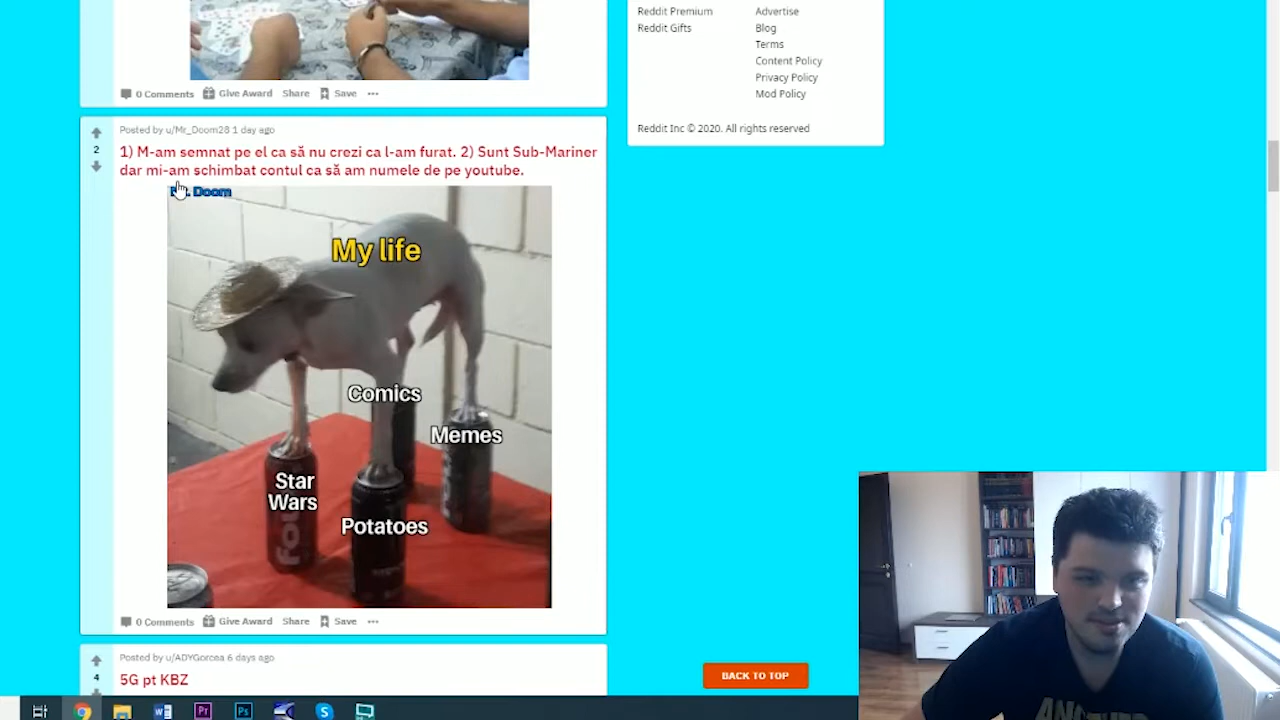 Reddit Premium
Advertise
Reddit Gifts
Blog
Terms
Content Policy
Privacy Policy
Mod Policy
Reddit Inc © 2020. All rights reserved
0 Comments Give Award Share Save
Posted by u/Mr_Doom28 1 day ago
2
1) M-am semnat pe el ca să nu crezi ca l-am furat. 2) Sunt Sub-Mariner
dar mi-am schimbat contul ca să am numele de pe youtube.
Doom
My life
Comics
Memes
Star
Wars
Potatoes
0 Comments Give Award Share Save
Posted by u/ADYGorcea 6 days ago
4
5G pt KBZ
BACK TO TOP